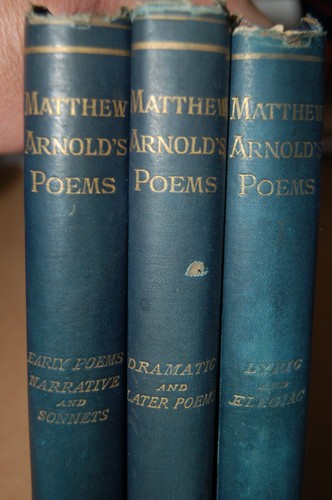 MATTHEW
ARNOLD'S
POEMS
EARLY POEMS
NARRATIVE
AND
SONNETS
MATTHEW
ARNOLD'S
POEMS
DRAMATIC
AND
LATER POEMS
MATTHEW
ARNOLD'S
POEMS
LYRIC
AND
ELEGIAC